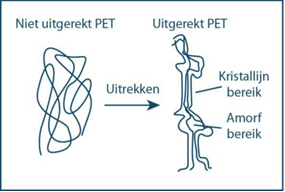 Niet uitgerekt PET
Uitgerekt PET
Uitrekken
Kristallijn
bereik
Amorf
bereik